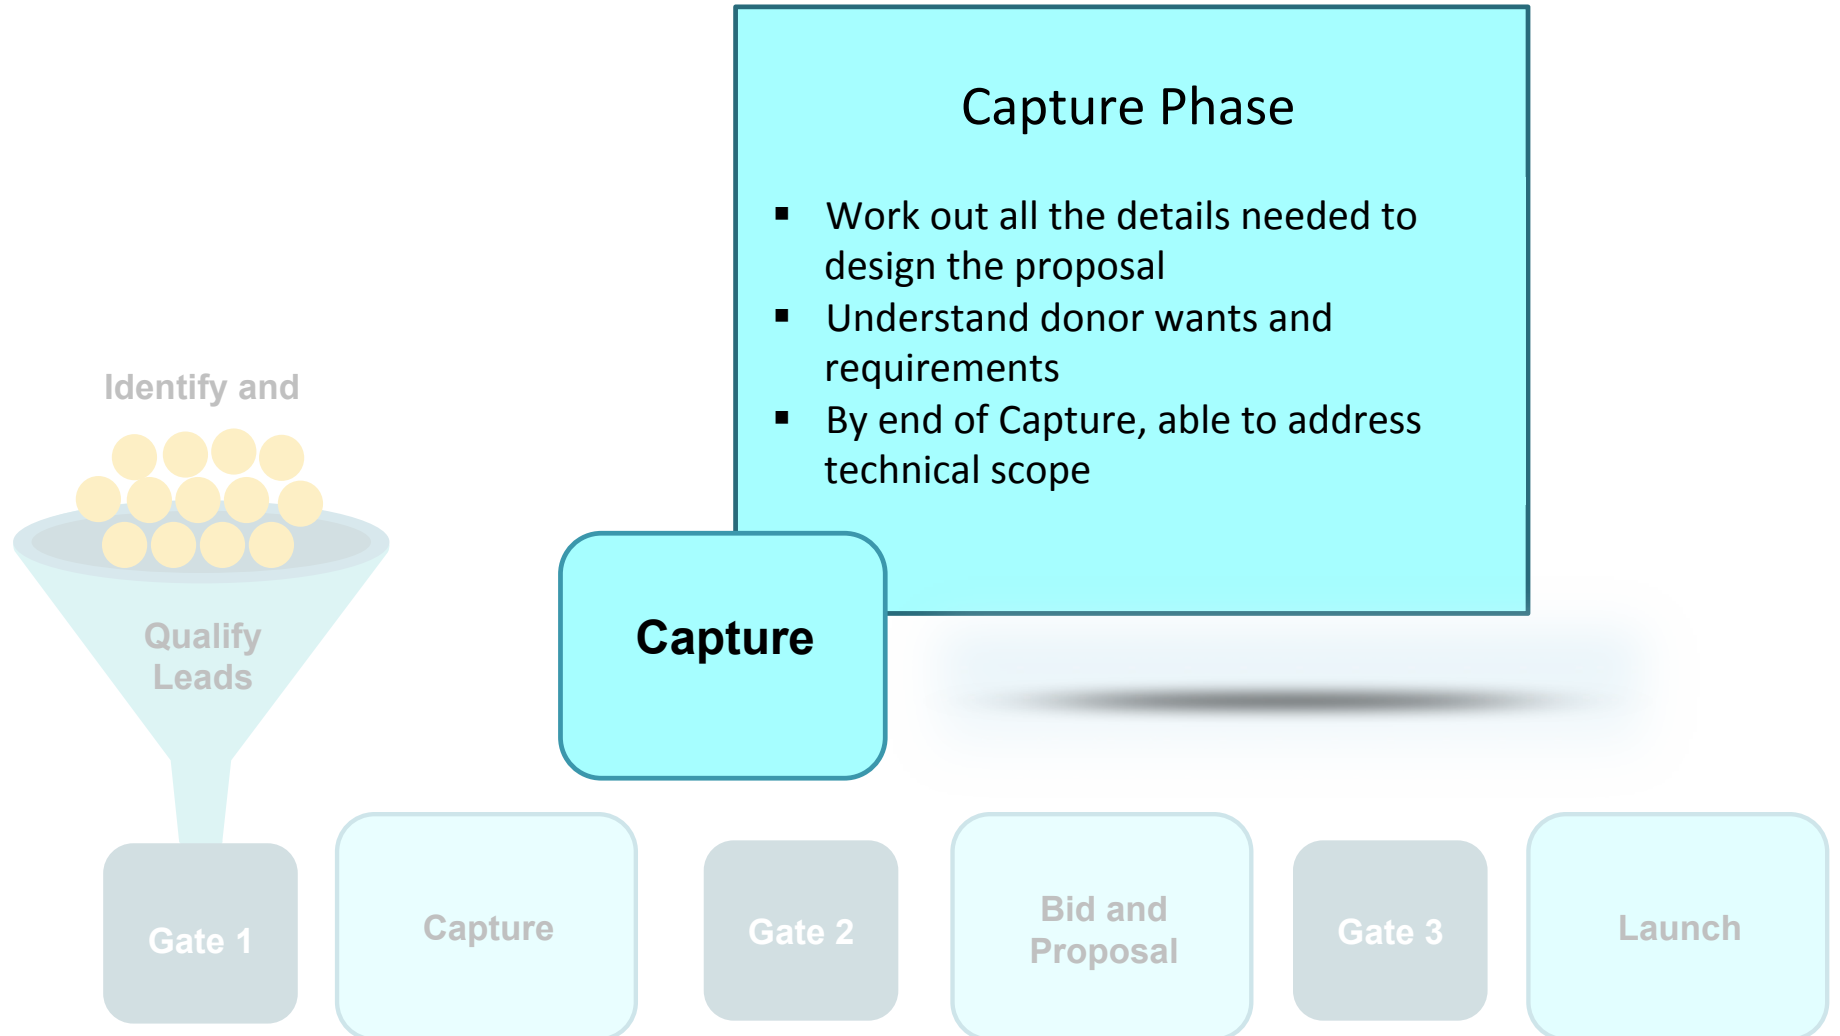 Capture Phase
▪ Work out all the details needed to
design the proposal
▪ Understand donor wants and
requirements
▪ By end of Capture, able to address
technical scope
Identify and
Qualify
Leads
Capture
Gate 1
Capture
Gate 2
Bid and
Proposal
Gate 3
Launch